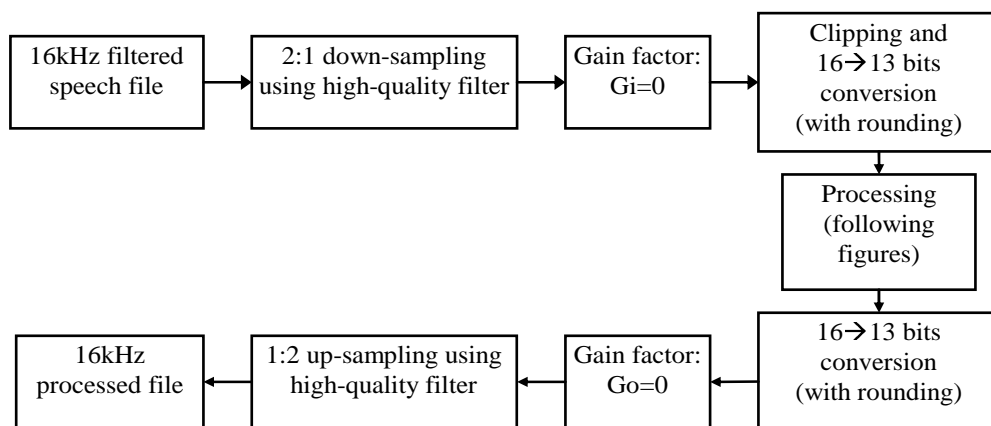 16kHz filtered
speech file
2:1 down-sampling
using high-quality filter
Gain factor:
Gi=0
Clipping and
16→13 bits
conversion
(with rounding)
Processing
(following
figures)
16→13 bits
conversion
(with rounding)
Gain factor:
Go=0
1:2 up-sampling using
high-quality filter
16kHz
processed file